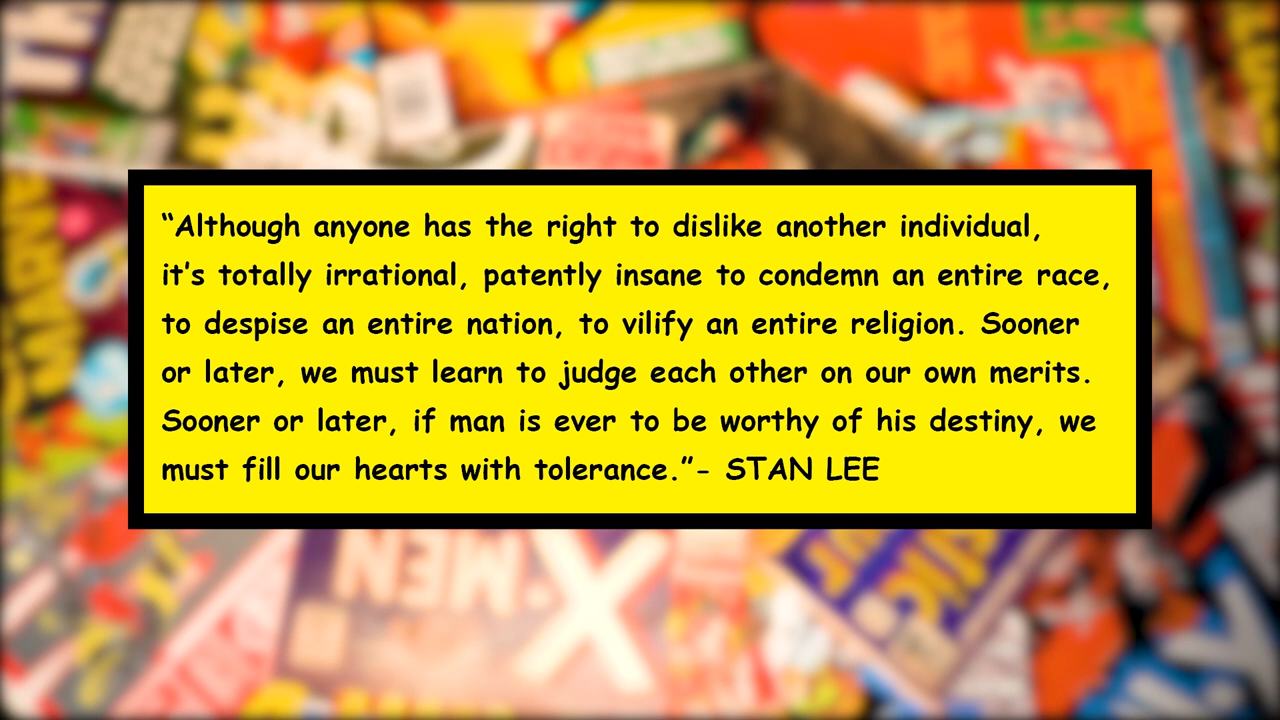 “Although anyone has the right to dislike another individual,
it’s totally irrational, patently insane to condemn an entire race,
to despise an entire nation, to vilify an entire religion. Sooner
or later, we must learn to judge each other on our own merits.
Sooner or later, if man is ever to be worthy of his destiny, we
must fill our hearts with tolerance.”- STAN LEE
X-MEN